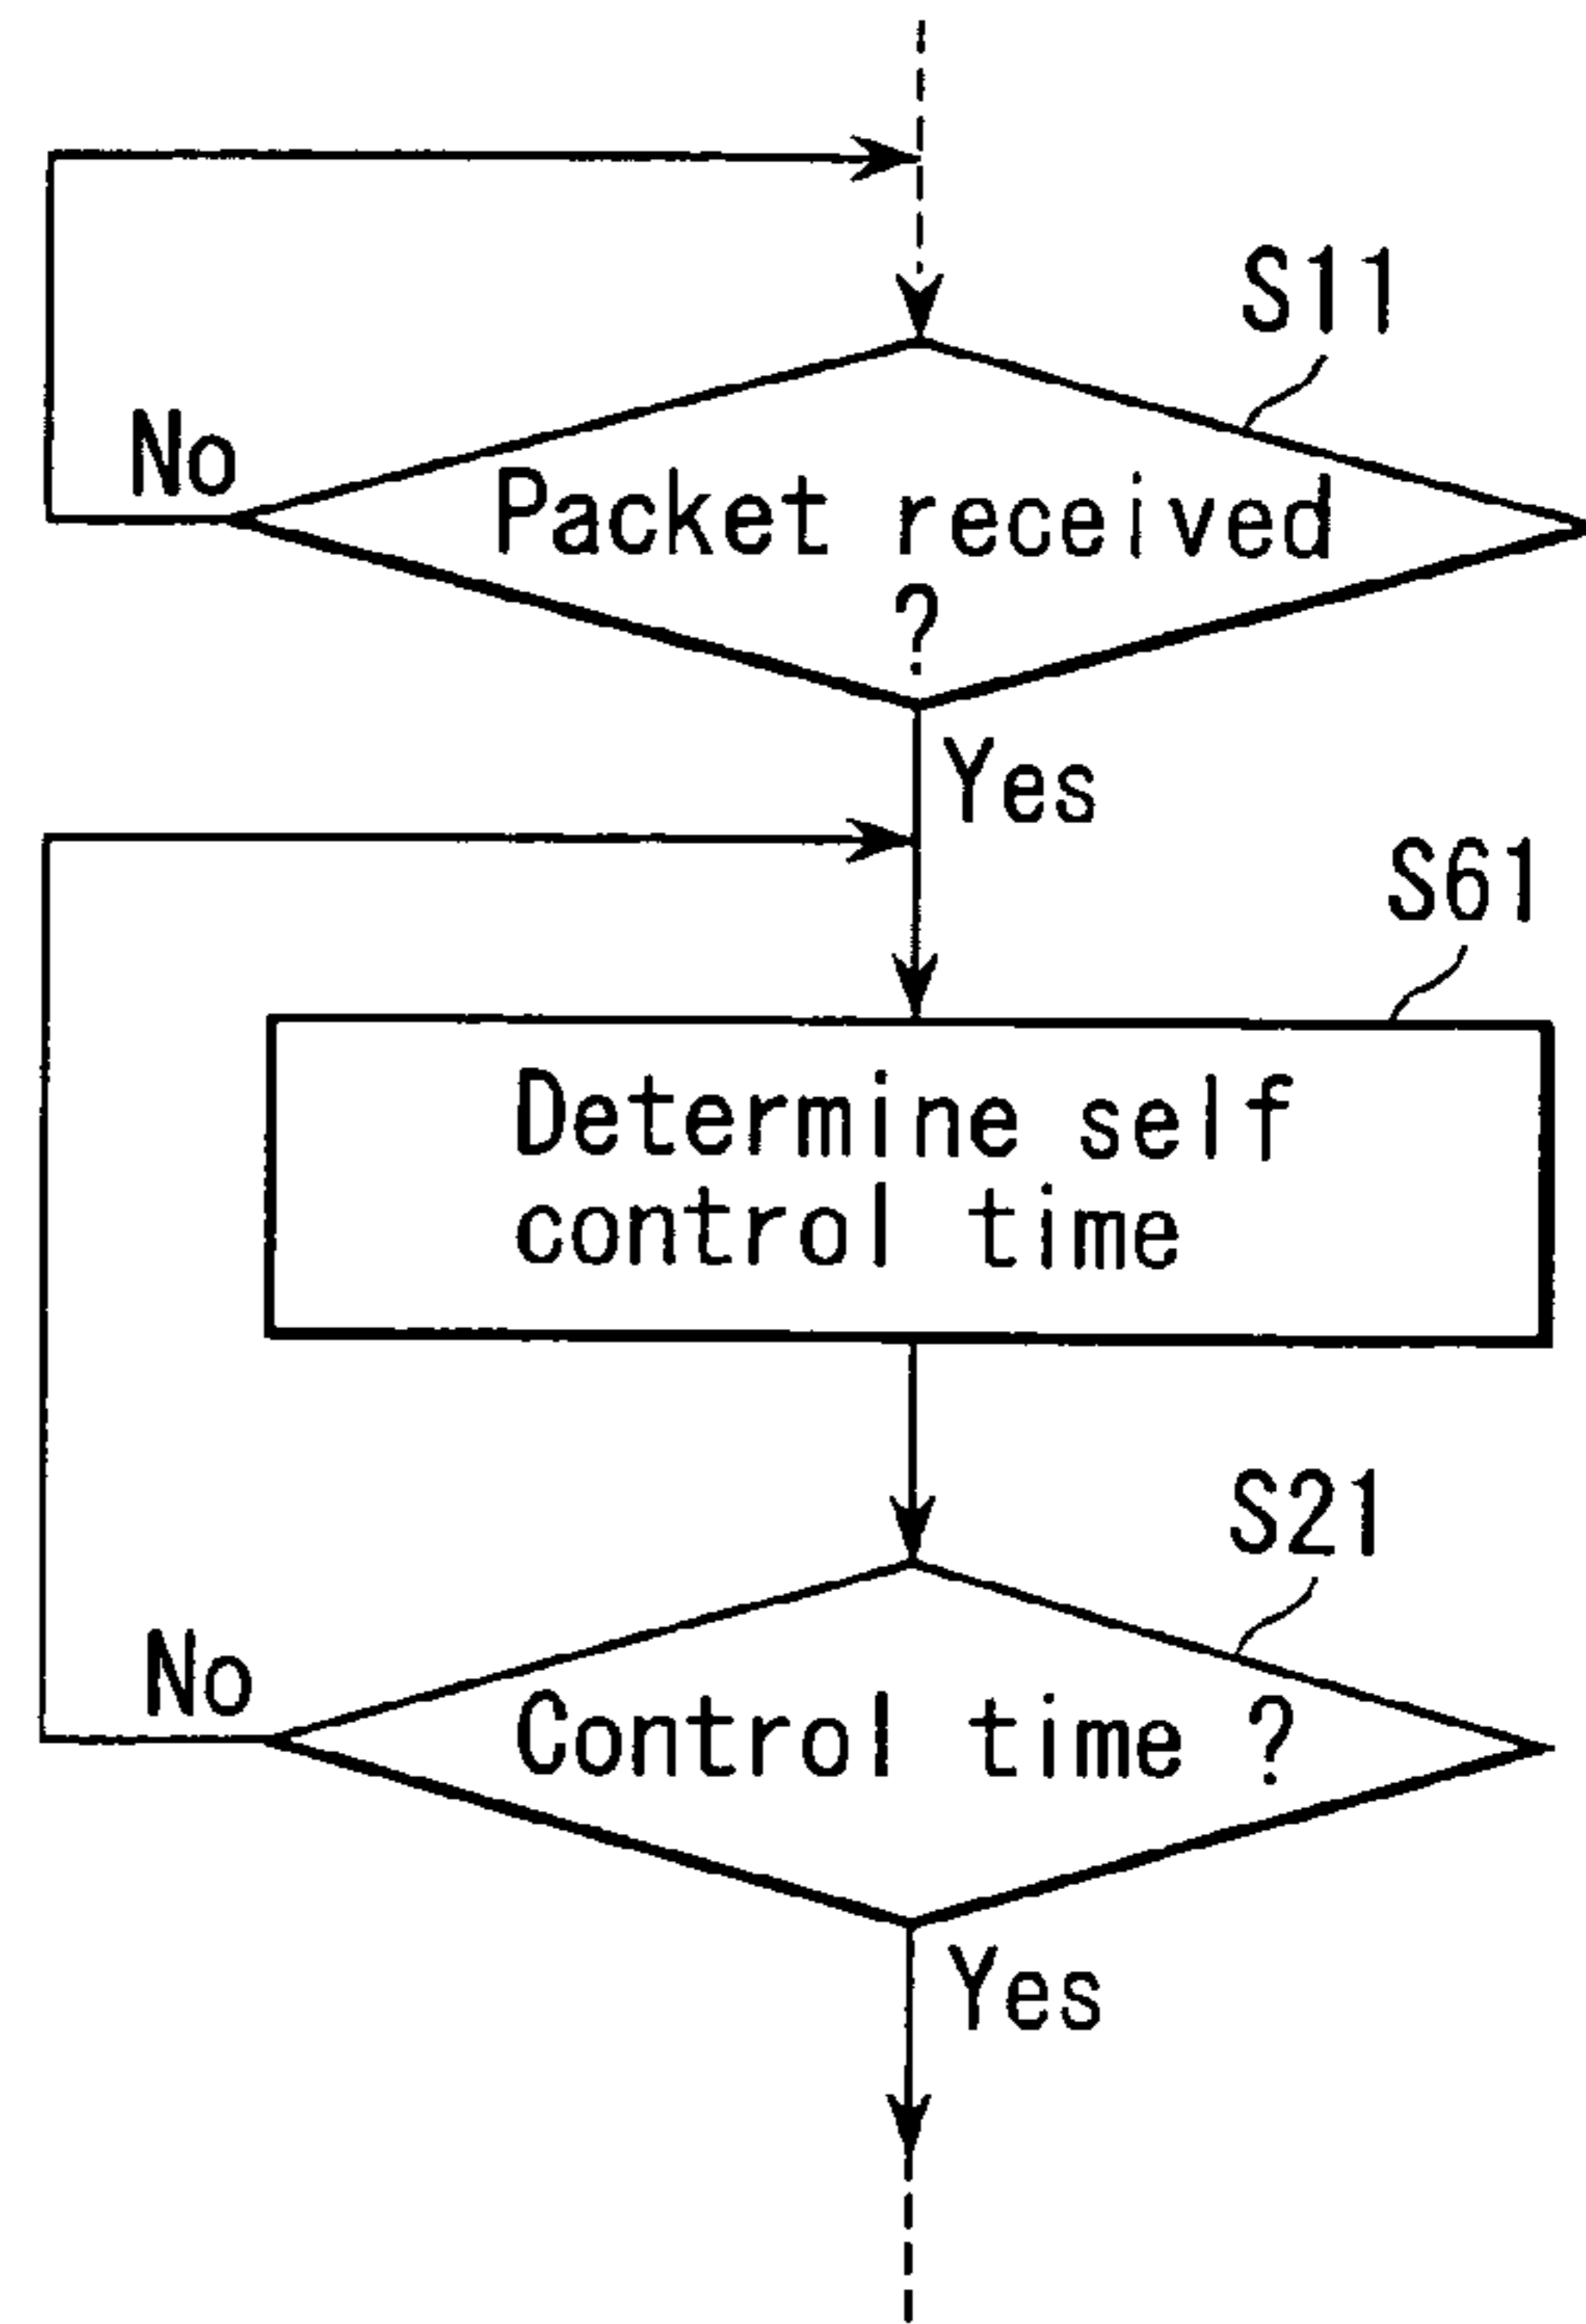 S11
No
Packet received
?
Yes
S61
Determine self
control time
S21
No
Control time ?
Yes